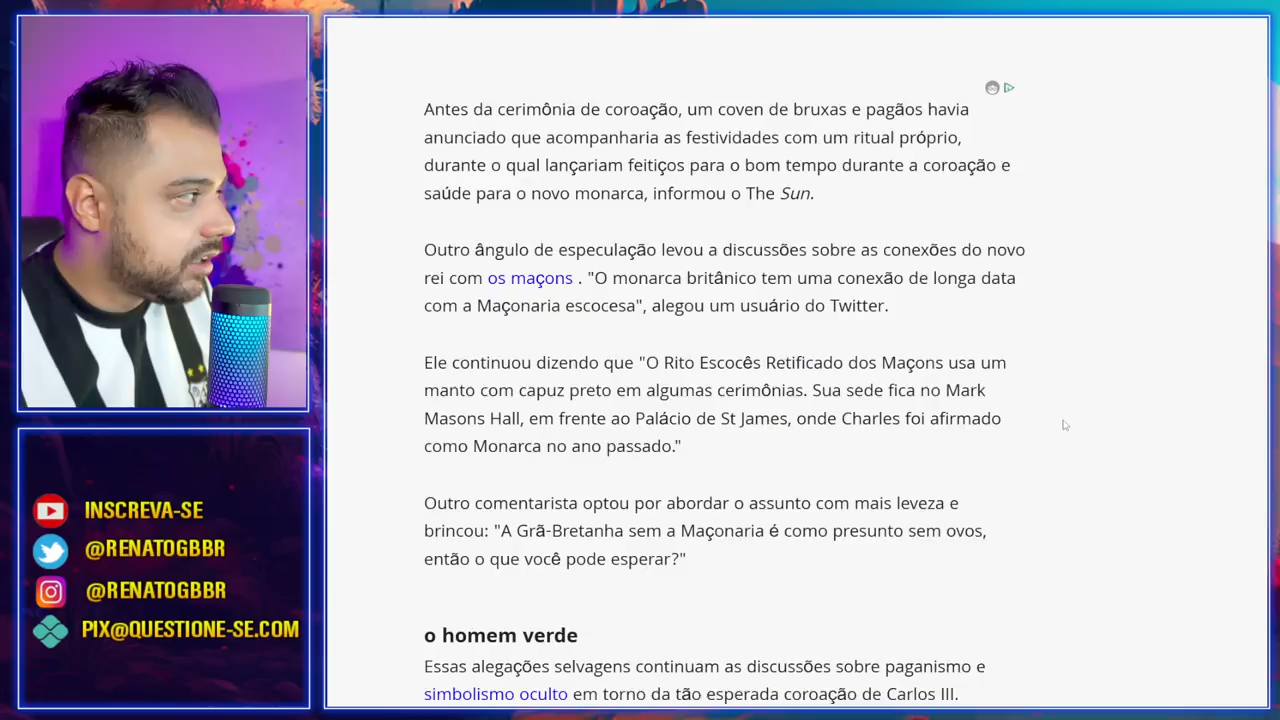 Antes da cerimônia de coroação, um coven de bruxas e pagãos havia
anunciado que acompanharia as festividades com um ritual próprio,
durante o qual lançariam feitiços para o bom tempo durante a coroação e
saúde para o novo monarca, informou o The Sun.
Outro ângulo de especulação levou a discussões sobre as conexões do novo
rei com os maçons . "O monarca britânico tem uma conexão de longa data
com a Maçonaria escocesa", alegou um usuário do Twitter.
Ele continuou dizendo que "O Rito Escocês Retificado dos Maçons usa um
manto com capuz preto em algumas cerimônias. Sua sede fica no Mark
Masons Hall, em frente ao Palácio de St James, onde Charles foi afirmado
como Monarca no ano passado."
Outro comentarista optou por abordar o assunto com mais leveza e
brincou: "A Grã-Bretanha sem a Maçonaria é como presunto sem ovos,
então o que você pode esperar?"
o homem verde
Essas alegações selvagens continuam as discussões sobre paganismo e
simbolismo oculto em torno da tão esperada coroação de Carlos III.
INSCREVA-SE
@RENATOGBBR
@RENATOGBBR
PIX@QUESTIONE-SE.COM